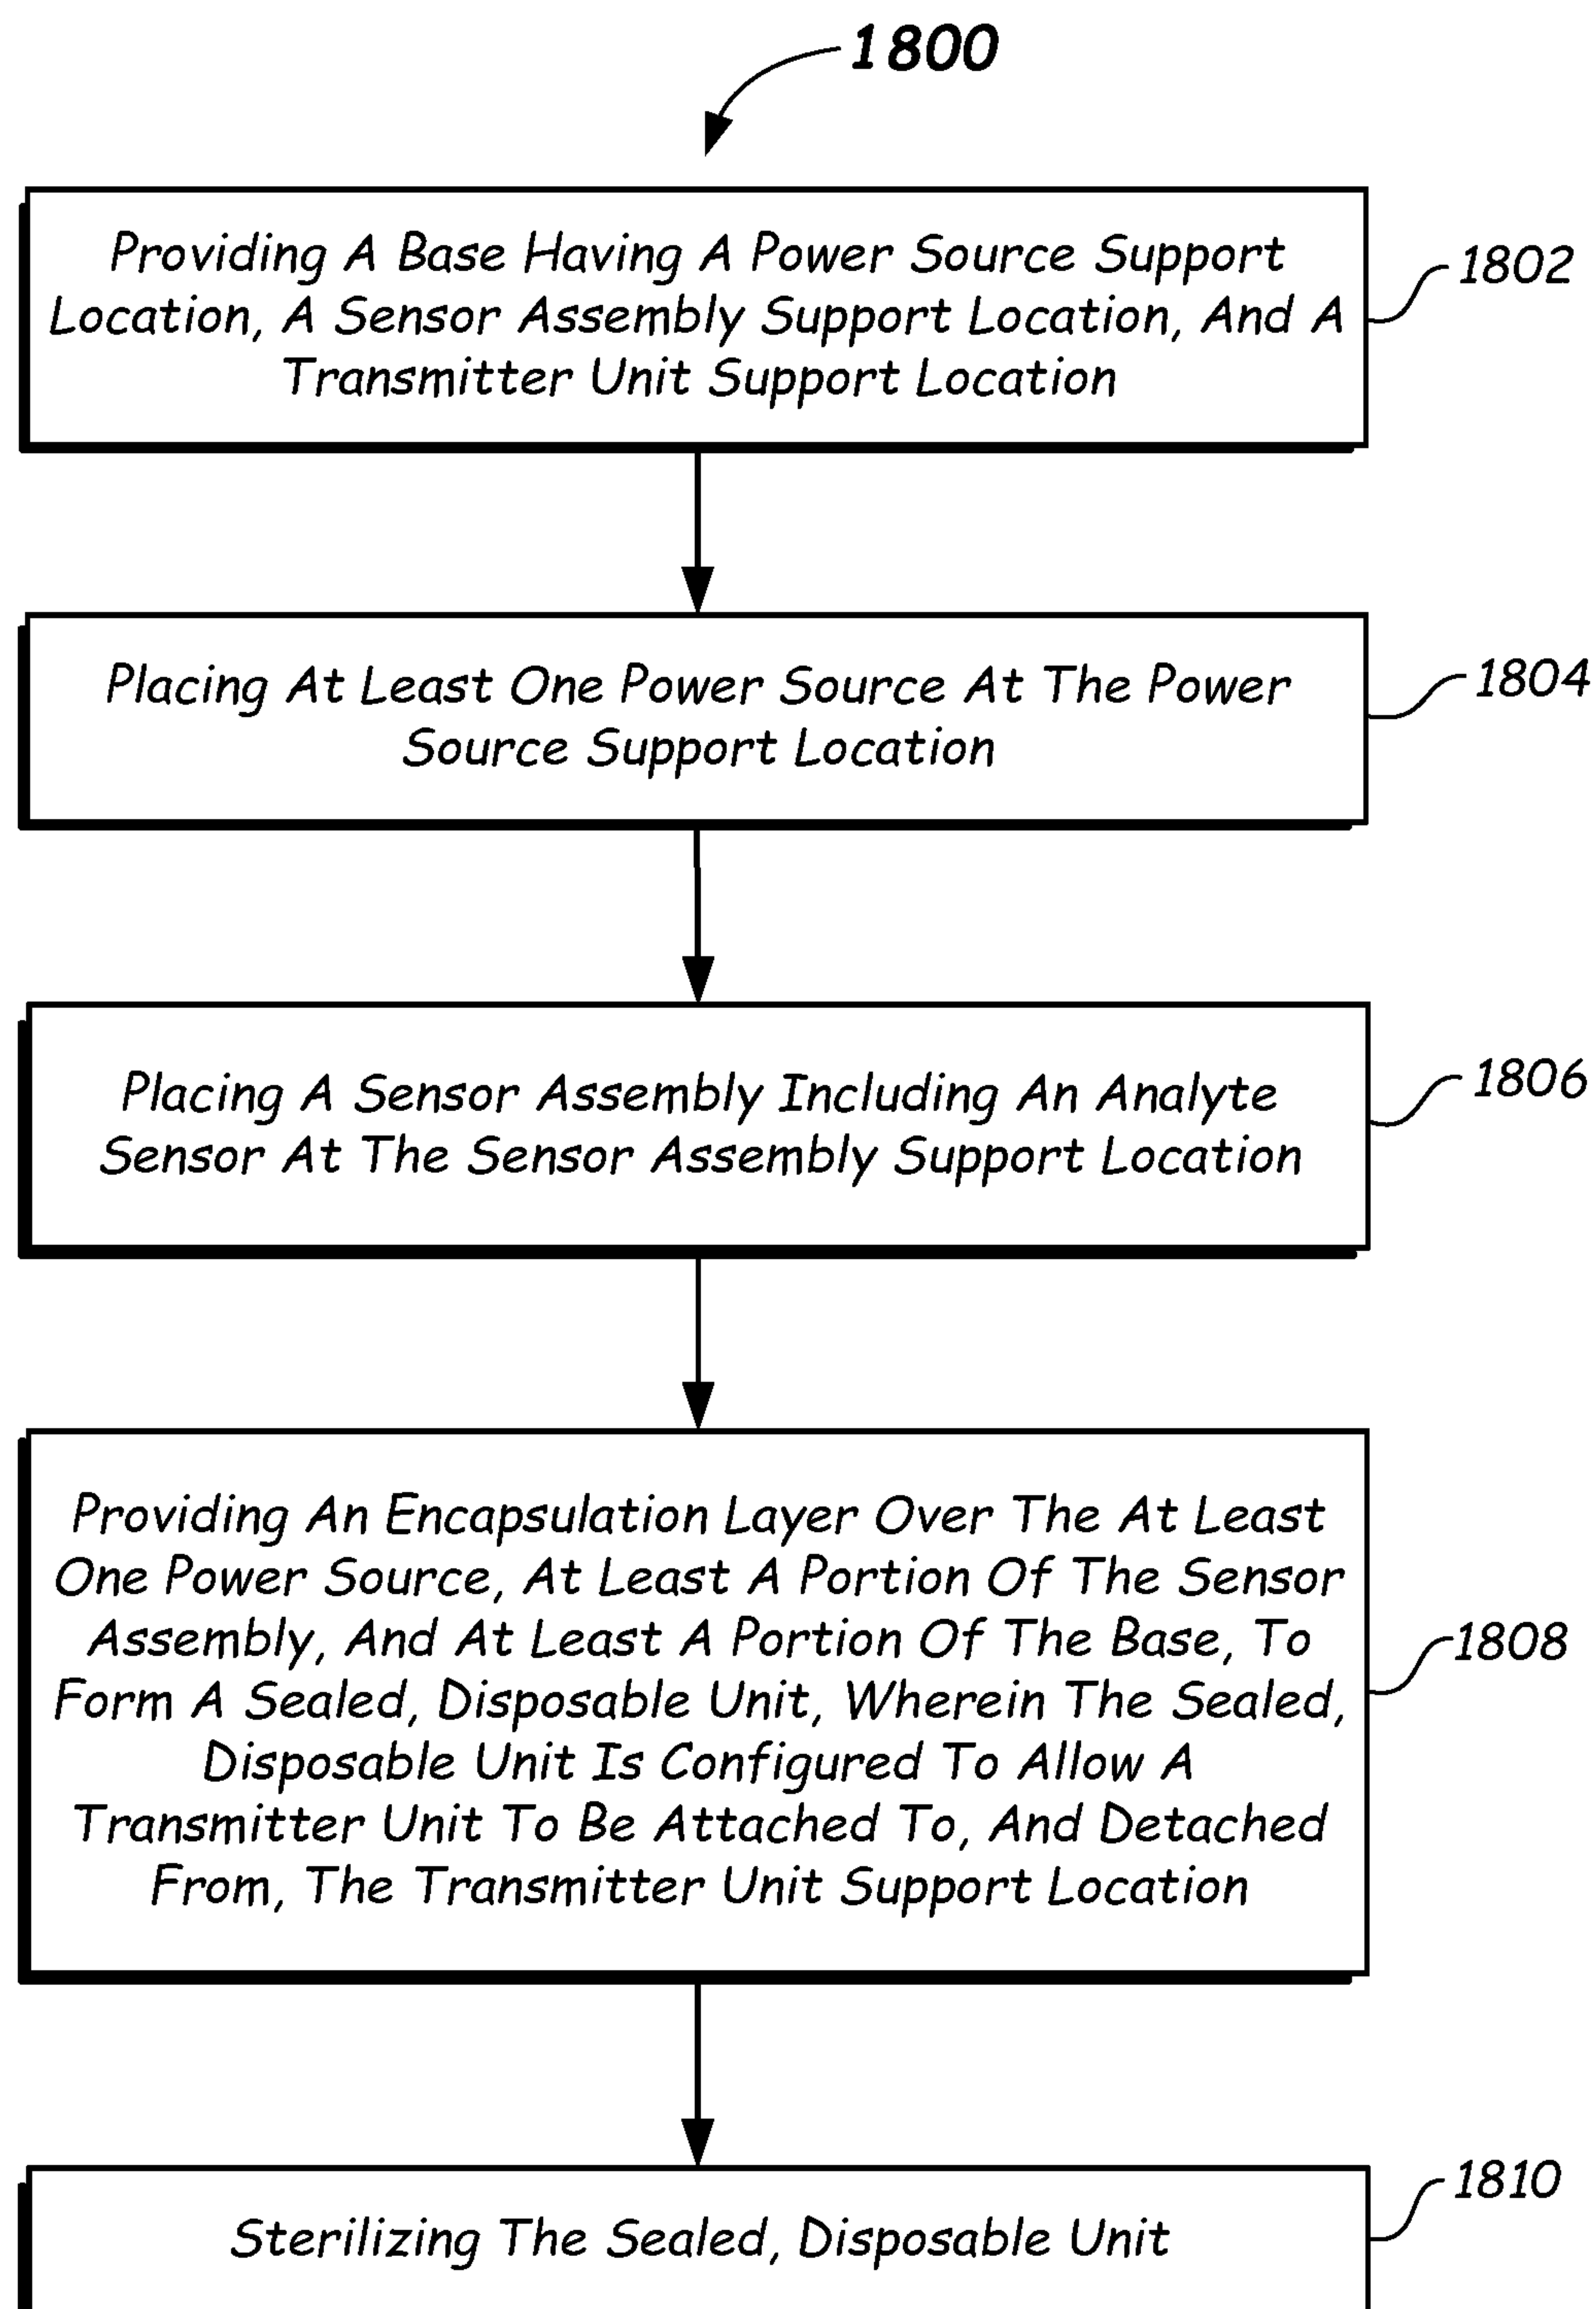 1800
Providing A Base Having A Power Source Support
Location, A Sensor Assembly Support Location, And A
Transmitter Unit Support Location
1802
Placing At Least One Power Source At The Power
Source Support Location
1804
Placing A Sensor Assembly Including An Analyte
Sensor At The Sensor Assembly Support Location
1806
Providing An Encapsulation Layer Over The At Least
One Power Source, At Least A Portion Of The Sensor
Assembly, And At Least A Portion Of The Base, To
Form A Sealed, Disposable Unit, Wherein The Sealed,
Disposable Unit Is Configured To Allow A
Transmitter Unit To Be Attached To, And Detached
From, The Transmitter Unit Support Location
1808
Sterilizing The Sealed, Disposable Unit
1810